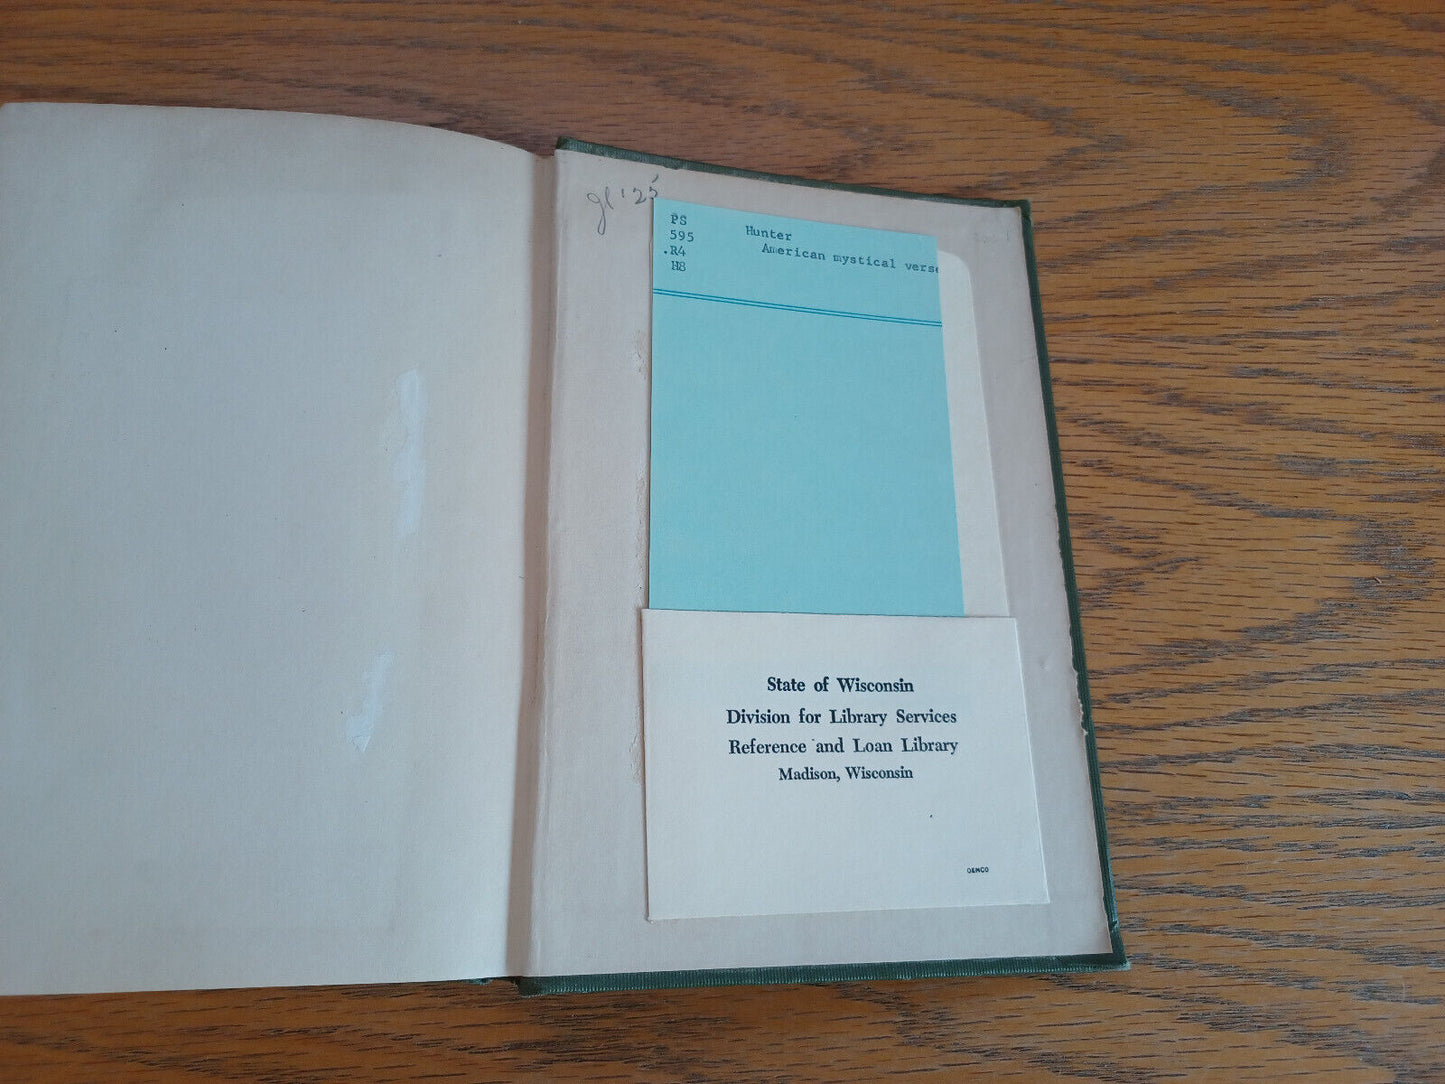 gl '25
PS
595
.R4
H8
Hunter
American mystical verse
State of Wisconsin
Division for Library Services
Reference and Loan Library
Madison, Wisconsin
DEMCO